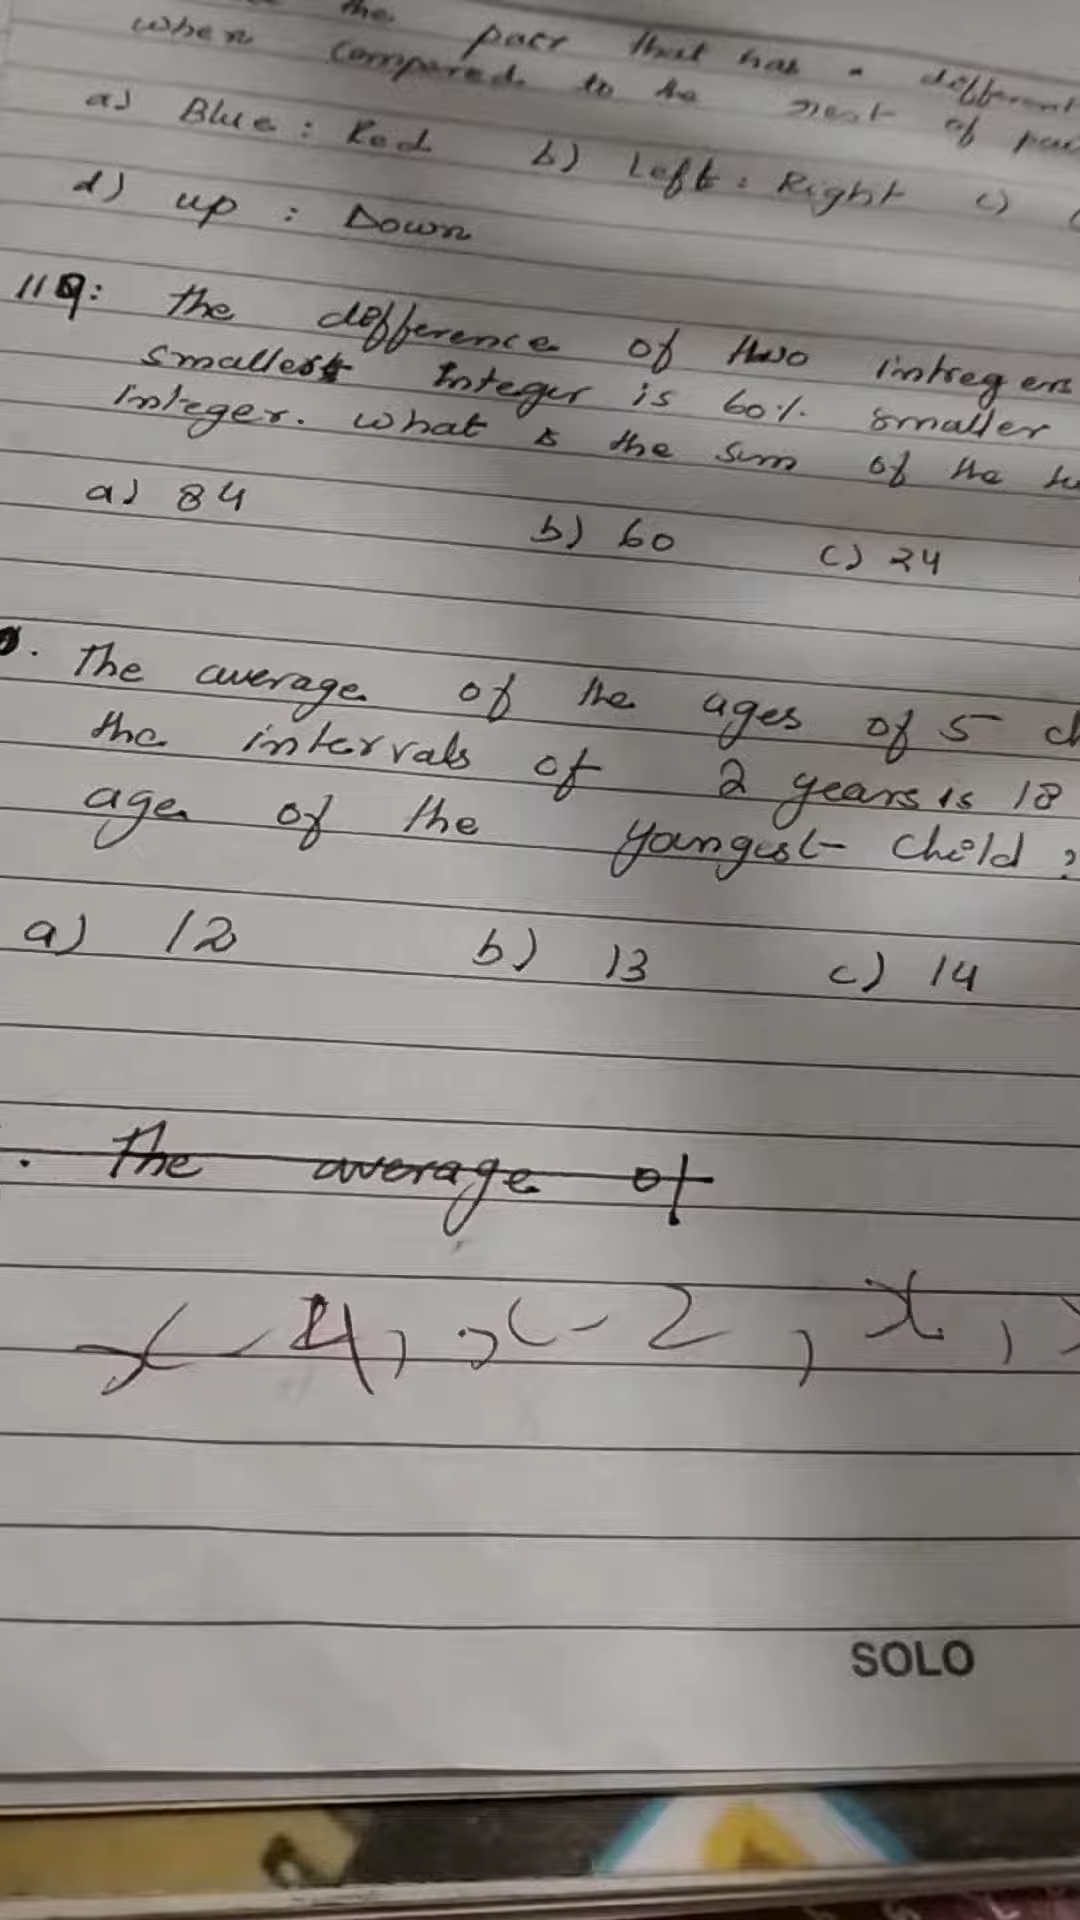 the pair that has a different
when compared to the rest of
a) Blue : Red b) Left : Right c)
d) up : Down
119: the difference of two intregers
smallest Integer is 60% smaller
integer. what is the sum of the
a) 84 b) 60 c) 24
. The average of the ages of 5
the intervals of 2 years is 18
age of the youngest child ?
a) 12 b) 13 c) 14
. The average of
x - 4, x - 2, x,
SOLO